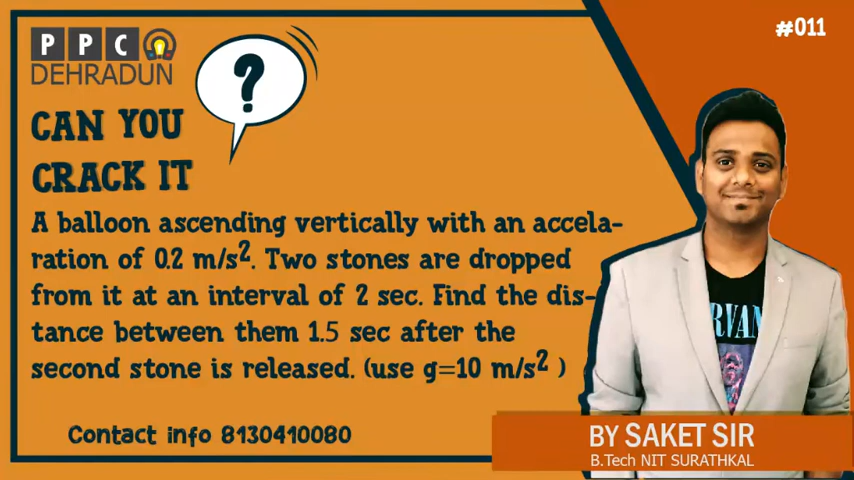 #011
PPC
DEHRADUN
?
CAN YOU
CRACK IT
A balloon ascending vertically with an accela-
ration of 0.2 m/s². Two stones are dropped
from it at an interval of 2 sec. Find the dis-
tance between them 1.5 sec after the
second stone is released. (use g=10 m/s² )
Contact info 8130410080
BY SAKET SIR
B.Tech NIT SURATHKAL